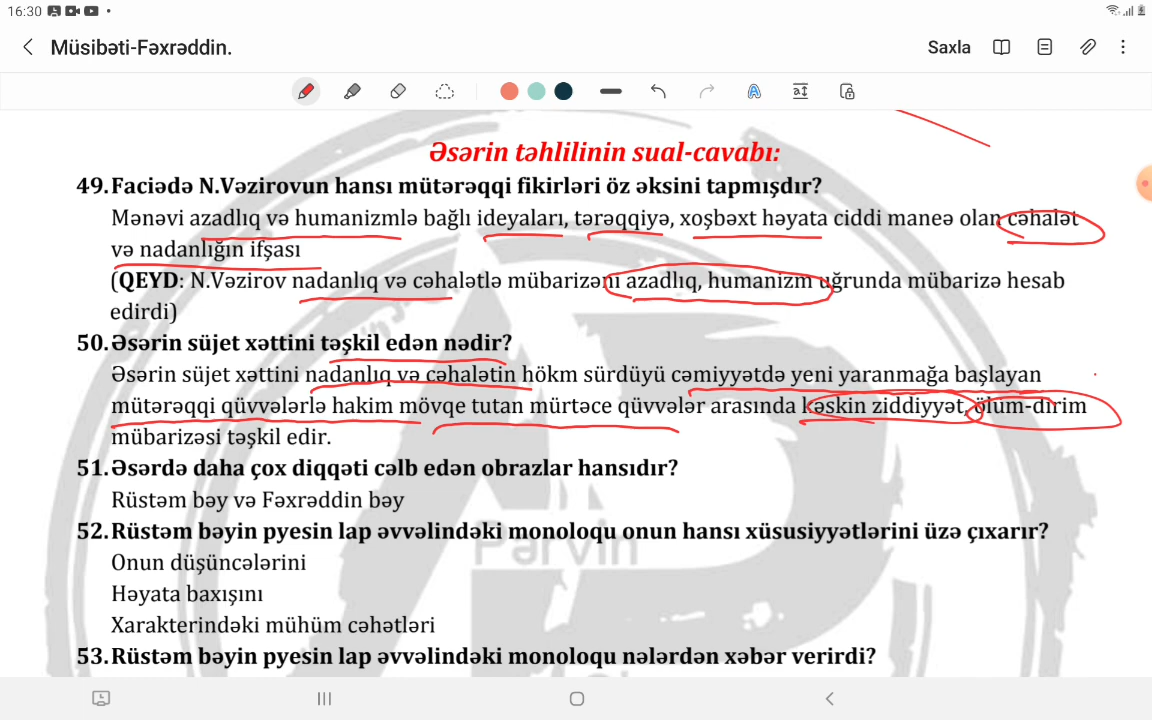 16:30
Müsibəti-Fəxrəddin.
Saxla
Əsərin təhlilinin sual-cavabı:
49. Faciədə N.Vəzirovun hansı mütərəqqi fikirləri öz əksini tapmışdır?
Mənəvi azadlıq və humanizmlə bağlı ideyaları, tərəqqiyə, xoşbəxt həyata ciddi maneə olan cəhalət
və nadanlığın ifşası
(QEYD: N.Vəzirov nadanlıq və cəhalətlə mübarizəni azadlıq, humanizm uğrunda mübarizə hesab
edirdi)
50. Əsərin süjet xəttini təşkil edən nədir?
Əsərin süjet xəttini nadanlıq və cəhalətin hökm sürdüyü cəmiyyətdə yeni yaranmağa başlayan
mütərəqqi qüvvələrlə hakim mövqe tutan mürtəce qüvvələr arasında kəskin ziddiyyət, ölüm-dirim
mübarizəsi təşkil edir.
51. Əsərdə daha çox diqqəti cəlb edən obrazlar hansıdır?
Rüstəm bəy və Fəxrəddin bəy
52. Rüstəm bəyin pyesin lap əvvəlindəki monoloqu onun hansı xüsusiyyətlərini üzə çıxarır?
Parvin
Onun düşüncələrini
Həyata baxışını
Xarakterindəki mühüm cəhətləri
53. Rüstəm bəyin pyesin lap əvvəlindəki monoloqu nələrdən xəbər verirdi?